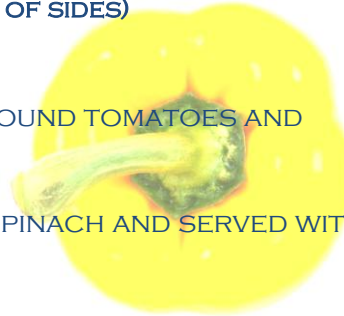 OF SIDES)
OUND TOMATOES AND
PINACH AND SERVED WIT